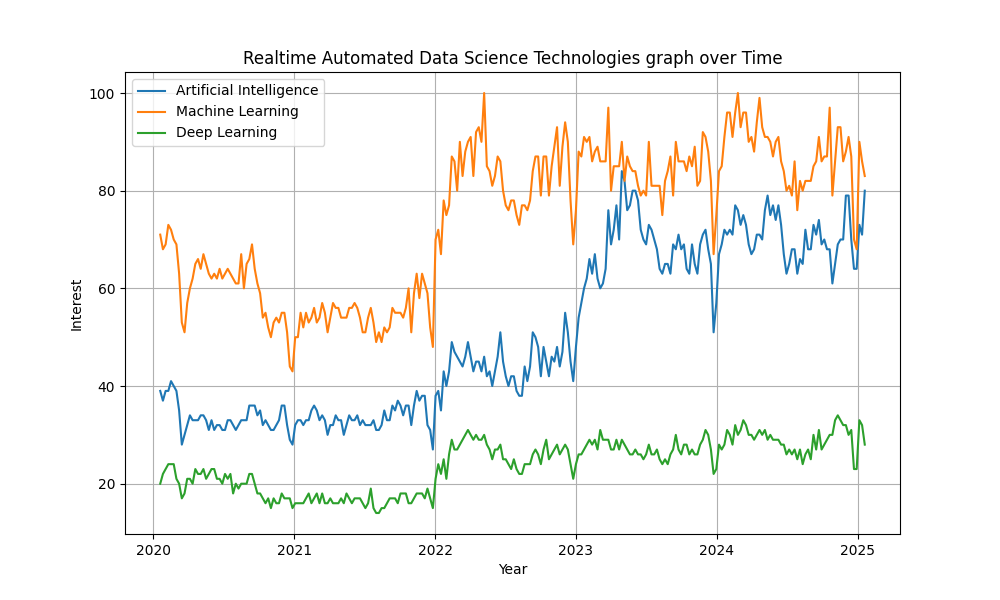 Realtime Automated Data Science Technologies graph over Time
Artificial Intelligence
Machine Learning
Deep Learning
100
80
60
40
20
Interest
2020 2021 2022 2023 2024 2025
Year